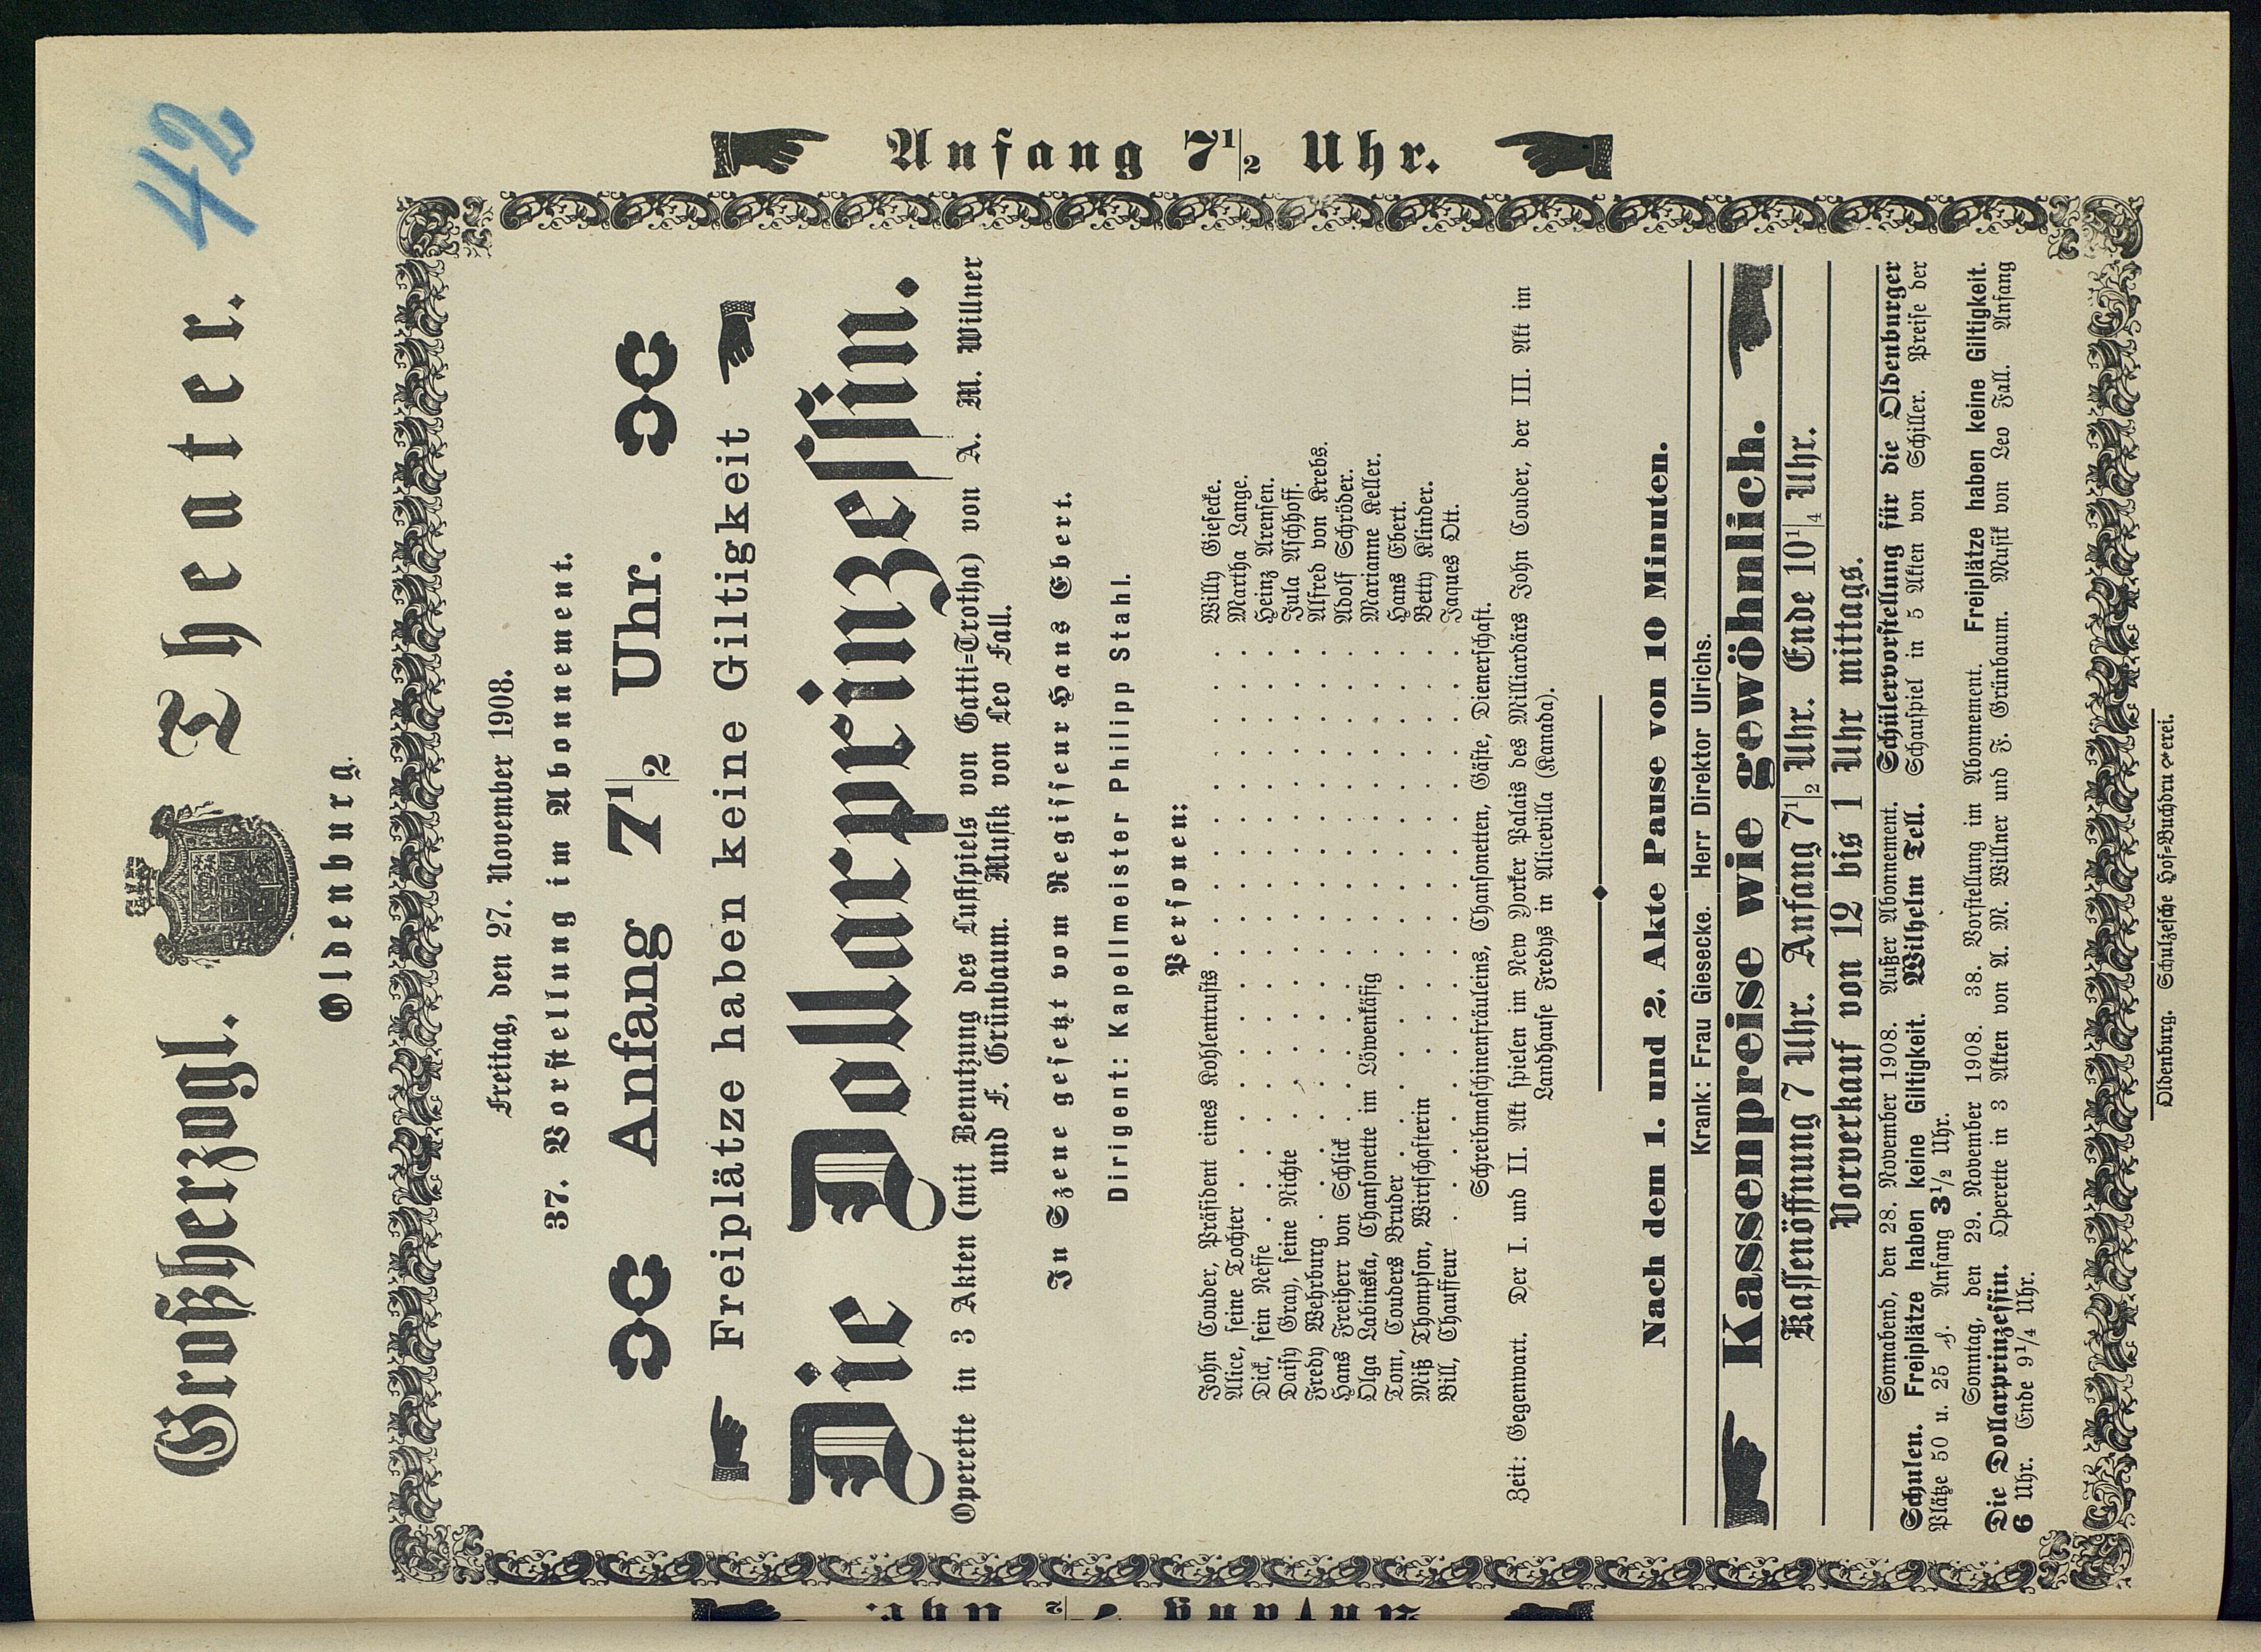 42
Großherzogl. Theater.
Oldenburg.
Freitag, den 27. November 1908.
37. Vorstellung im Abonnement.
Anfang 7½ Uhr.
Freiplätze haben keine Giltigkeit
Die Dollarprinzessin.
Operette in 3 Akten (mit Benutzung des Lustspiels von Gatti=Trotha) von A. M. Willner
und F. Grünbaum. Musik von Leo Fall.
In Szene gesetzt vom Regisseur Hans Ebert.
Dirigent: Kapellmeister Philipp Stahl.
Personen:
John Couder, Präsident eines Kohlentrusts . . . . . Willy Giesecke.
Alice, seine Tochter . . . . . Martha Lange.
Dick, sein Neffe . . . . . Heinz Arensen.
Daisy Gray, seine Nichte . . . . . Jula Aschhoff.
Fredy Wehrburg . . . . . Alfred von Krebs.
Hans Freiherr von Schlick . . . . . Adolf Schröder.
Olga Labinska, Chansonette im Löwenkäfig . . . . . Marianne Keller.
Tom, Couders Bruder . . . . . Hans Ebert.
Miß Thompson, Wirtschafterin . . . . . Betty Klinder.
Bill, Chauffeur . . . . . Jaques Ott.
Schreibmaschinenfräuleins, Chansonetten, Gäste, Dienerschaft.
Zeit: Gegenwart. Der I. und II. Akt spielen im New Yorker Palais des Milliardärs John Couder, der III. Akt im
Landhause Fredys in Alicevilla (Kanada).
Nach dem 1. und 2. Akte Pause von 10 Minuten.
Krank: Frau Giesecke. Herr Direktor Ulrichs.
Kassenpreise wie gewöhnlich.
Kassenöffnung 7 Uhr. Anfang 7½ Uhr. Ende 10¼ Uhr.
Vorverkauf von 12 bis 1 Uhr mittags.
Sonnabend, den 28. November 1908. Außer Abonnement. Schülervorstellung für die Oldenburger
Schulen. Freiplätze haben keine Giltigkeit. Wilhelm Tell. Schauspiel in 5 Akten von Schiller. Preise der
Plätze 50 u. 25 ₰. Anfang 3½ Uhr.
Sonntag, den 29. November 1908. 38. Vorstellung im Abonnement. Freiplätze haben keine Giltigkeit.
Die Dollarprinzessin. Operette in 3 Akten von A. M. Willner und F. Grünbaum. Musik von Leo Fall. Anfang
6 Uhr. Ende 9¼ Uhr.
Oldenburg. Schulzesche Hof=Buchdruckerei.
Anfang 7½ Uhr.
Anfang 7½ Uhr.